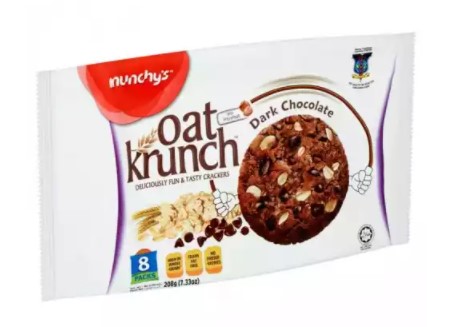 munchy's
oat
krunch
Dark Chocolate
DELICIOUSLY FUN & TASTY CRACKERS
8
PACKS
208g (7.33oz)